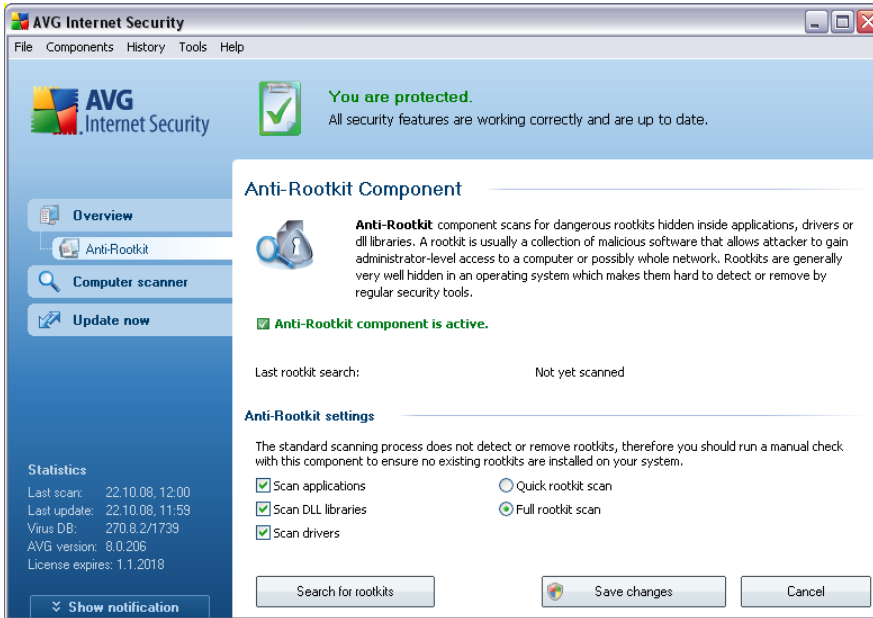 AVG Internet Security
File Components History Tools Help
AVG
Internet Security
You are protected.
All security features are working correctly and are up to date.
Overview
Anti-Rootkit
Computer scanner
Update now
Statistics
Last scan: 22.10.08, 12:00
Last update: 22.10.08, 11:59
Virus DB: 270.8.2/1739
AVG version: 8.0.206
License expires: 1.1.2018
Show notification
Anti-Rootkit Component
Anti-Rootkit component scans for dangerous rootkits hidden inside applications, drivers or
dll libraries. A rootkit is usually a collection of malicious software that allows attacker to gain
administrator-level access to a computer or possibly whole network. Rootkits are generally
very well hidden in an operating system which makes them hard to detect or remove by
regular security tools.
Anti-Rootkit component is active.
Last rootkit search: Not yet scanned
Anti-Rootkit settings
The standard scanning process does not detect or remove rootkits, therefore you should run a manual check
with this component to ensure no existing rootkits are installed on your system.
Scan applications
Quick rootkit scan
Scan DLL libraries
Full rootkit scan
Scan drivers
Search for rootkits
Save changes
Cancel